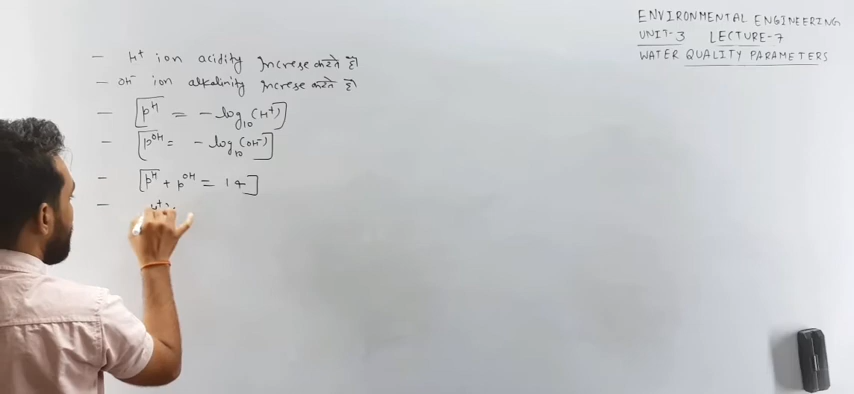 ENVIRONMENTAL ENGINEERING
UNIT-3 LECTURE-7
WATER QUALITY PARAMETERS
- H⁺ ion acidity Increse करते हैं
- OH⁻ ion alkalinity Increse करते हैं
- pᴴ = -log₁₀(H⁺)
- pᴼᴴ = -log₁₀(OH⁻)
- pᴴ + pᴼᴴ = 14
-